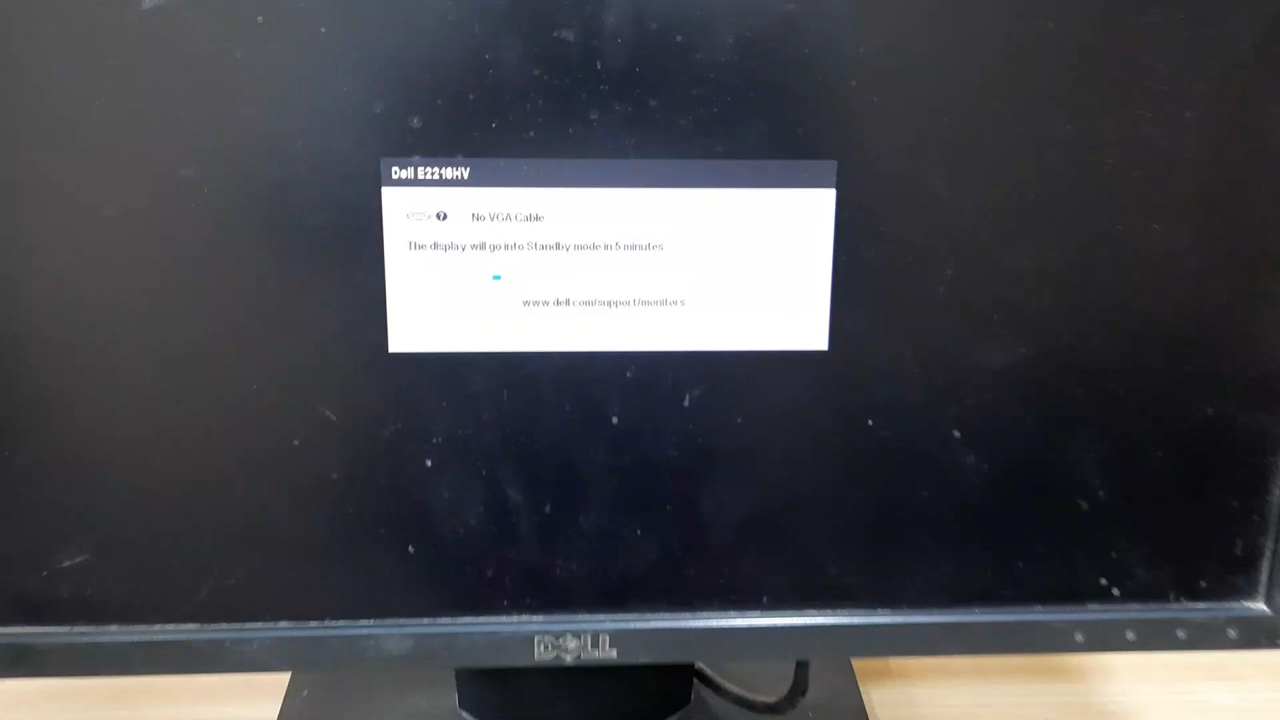 Dell E2216HV
? No VGA Cable
The display will go into Standby mode in 5 minutes
www.dell.com/support/monitors
DELL